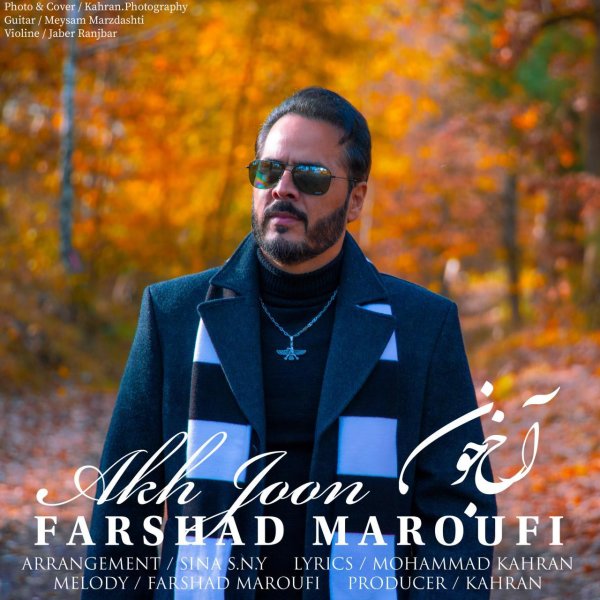 Photo & Cover / Kahran.Photography
Guitar / Meysam Marzdashti
Violine / Jaber Ranjbar
آخ جون
Akh Joon
FARSHAD MAROUFI
ARRANGEMENT / SINA S.N.Y LYRICS / MOHAMMAD KAHRAN
MELODY / FARSHAD MAROUFI PRODUCER / KAHRAN